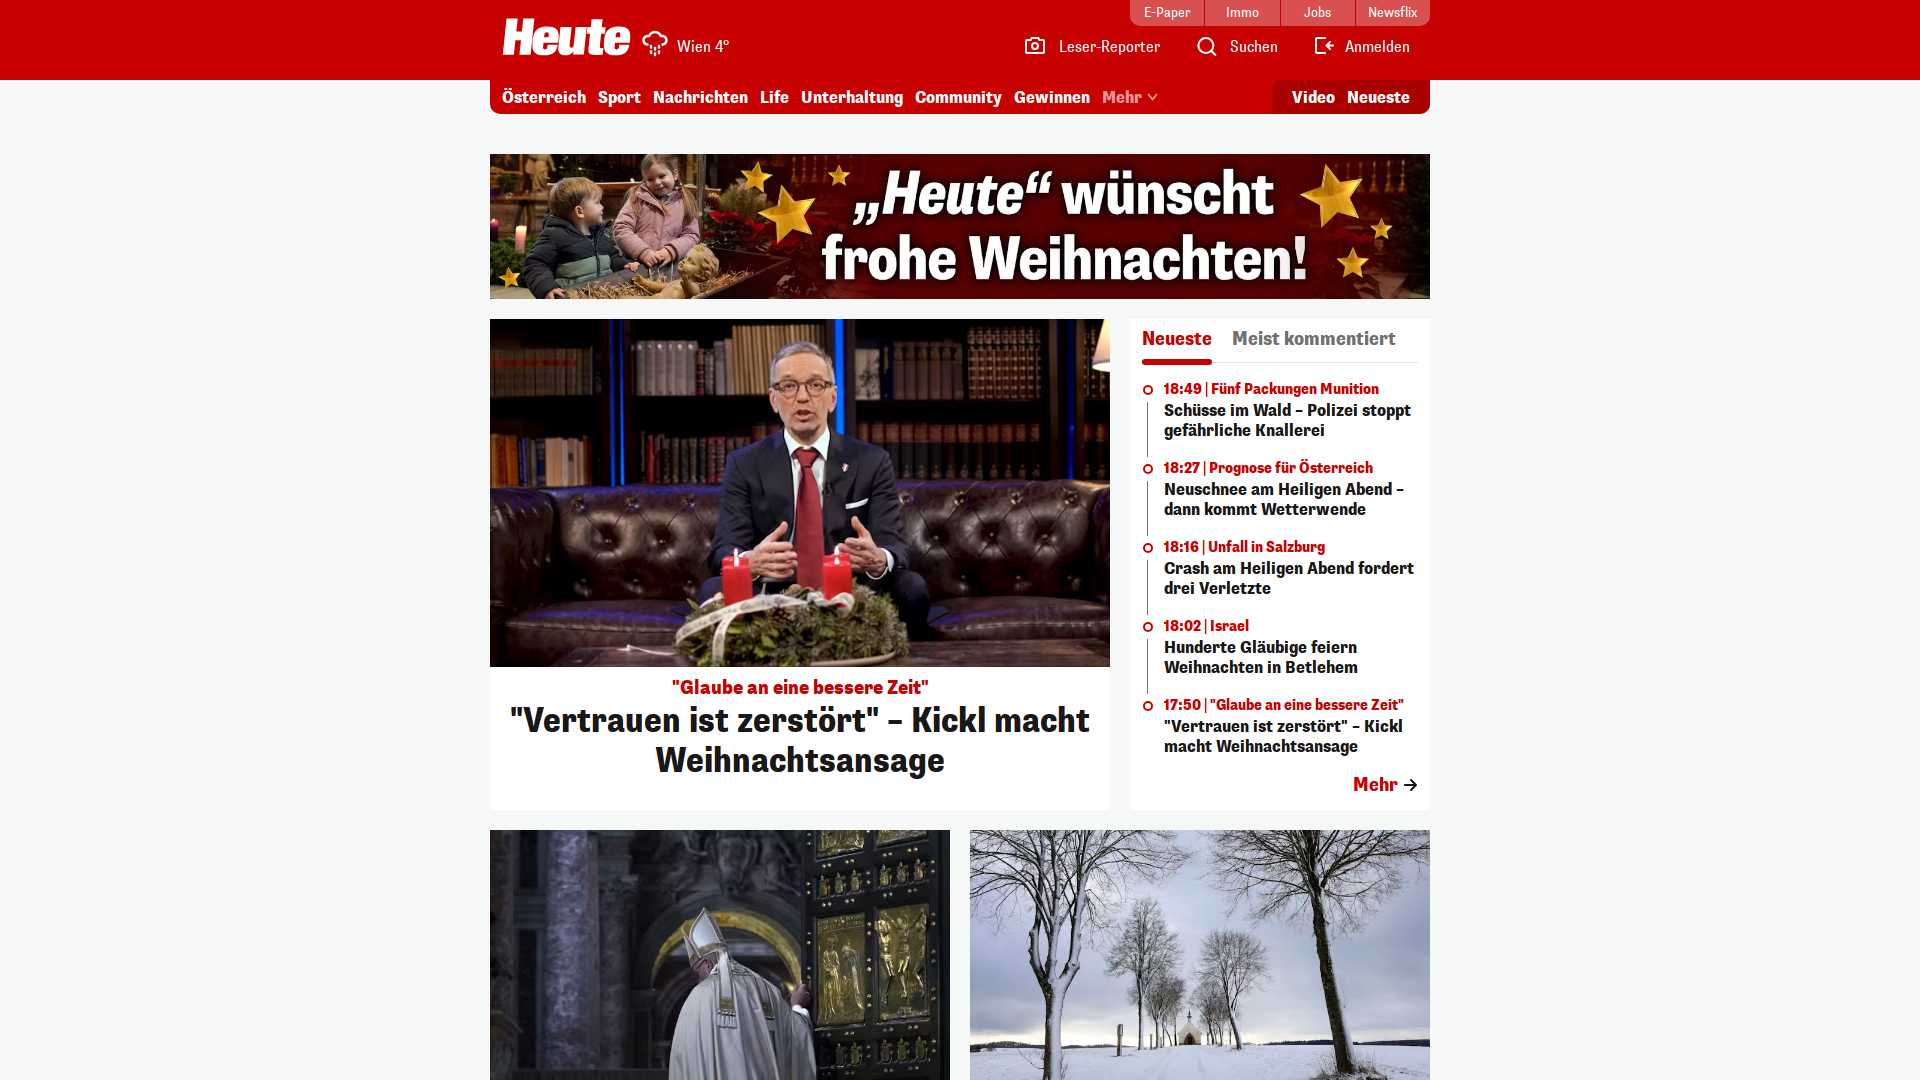 E-Paper Immo Jobs Newsflix
Heute Wien 4° Leser-Reporter Suchen Anmelden
Österreich Sport Nachrichten Life Unterhaltung Community Gewinnen Mehr Video Neueste
„Heute“ wünscht
frohe Weihnachten!
"Glaube an eine bessere Zeit"
"Vertrauen ist zerstört" – Kickl macht
Weihnachtsansage
Neueste Meist kommentiert
18:49 | Fünf Packungen Munition
Schüsse im Wald – Polizei stoppt
gefährliche Knallerei
18:27 | Prognose für Österreich
Neuschnee am Heiligen Abend –
dann kommt Wetterwende
18:16 | Unfall in Salzburg
Crash am Heiligen Abend fordert
drei Verletzte
18:02 | Israel
Hunderte Gläubige feiern
Weihnachten in Betlehem
17:50 | "Glaube an eine bessere Zeit"
"Vertrauen ist zerstört" – Kickl
macht Weihnachtsansage
Mehr